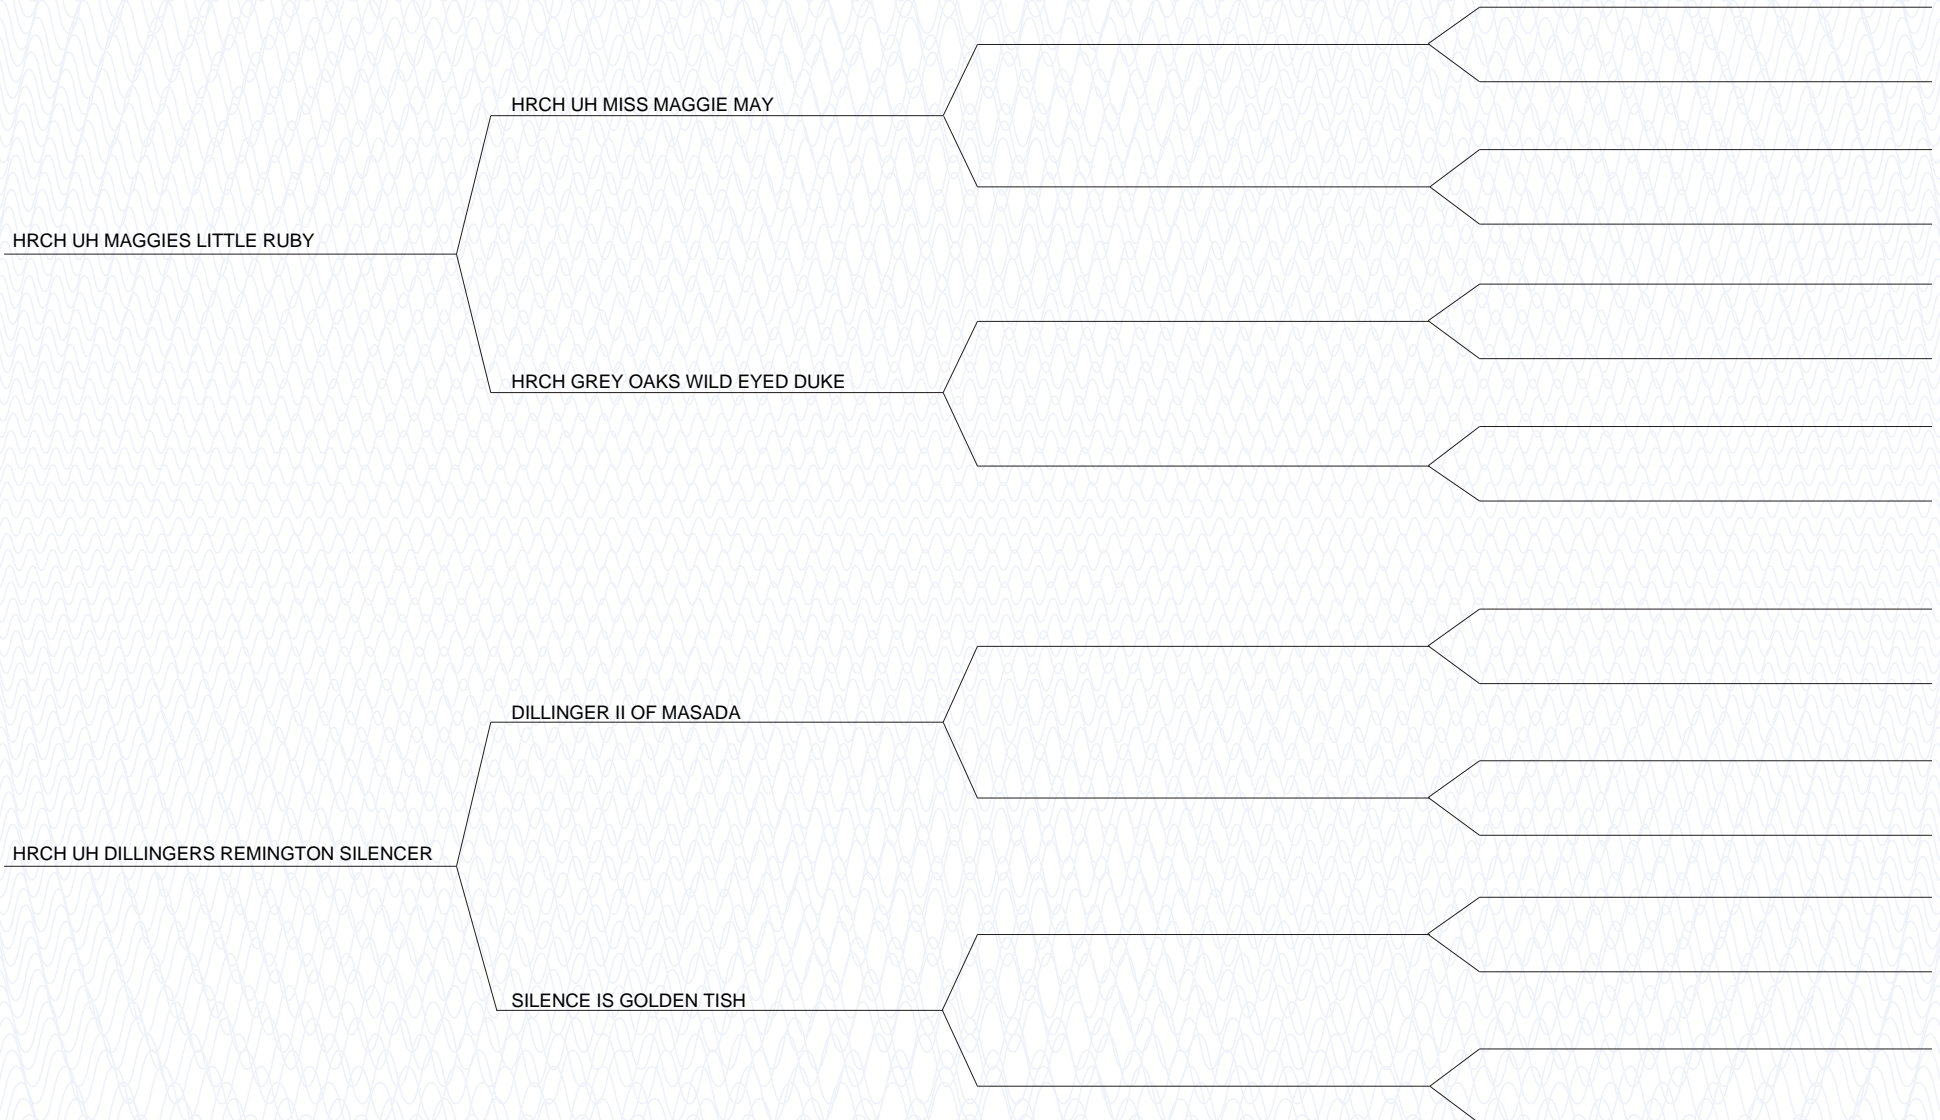 HRCH UH MISS MAGGIE MAY
HRCH UH MAGGIES LITTLE RUBY
HRCH GREY OAKS WILD EYED DUKE
DILLINGER II OF MASADA
HRCH UH DILLINGERS REMINGTON SILENCER
SILENCE IS GOLDEN TISH